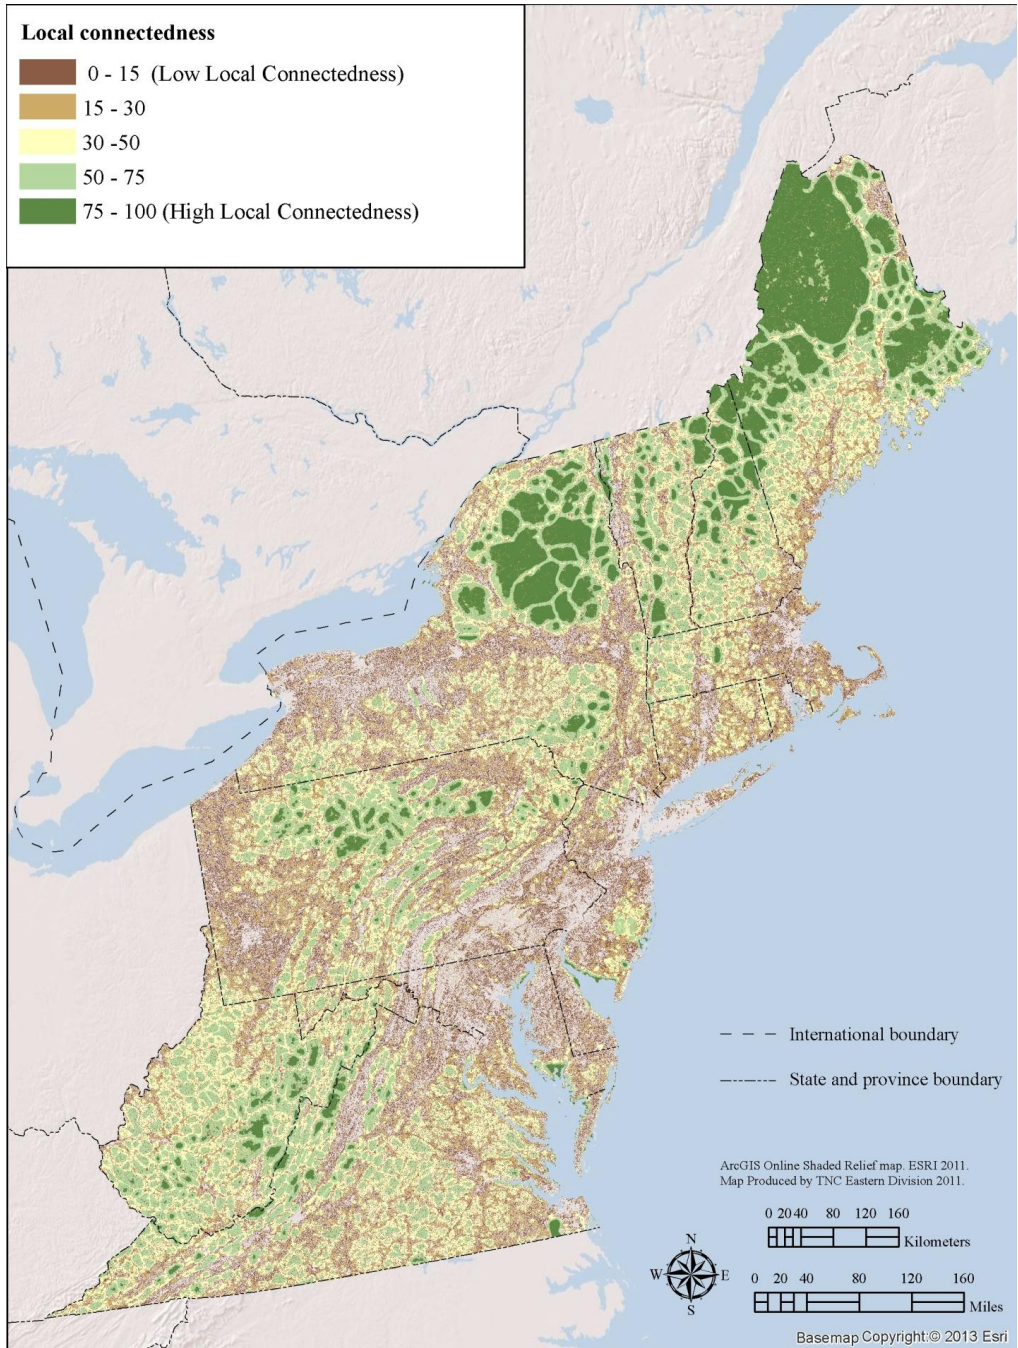 Local connectedness
0 - 15 (Low Local Connectedness)
15 - 30
30 -50
50 - 75
75 - 100 (High Local Connectedness)
International boundary
State and province boundary
ArcGIS Online Shaded Relief map. ESRI 2011.
Map Produced by TNC Eastern Division 2011.
0 20 40 80 120 160
Kilometers
N
W E
S
0 20 40 80 120 160
Miles
Basemap Copyright:© 2013 Esri